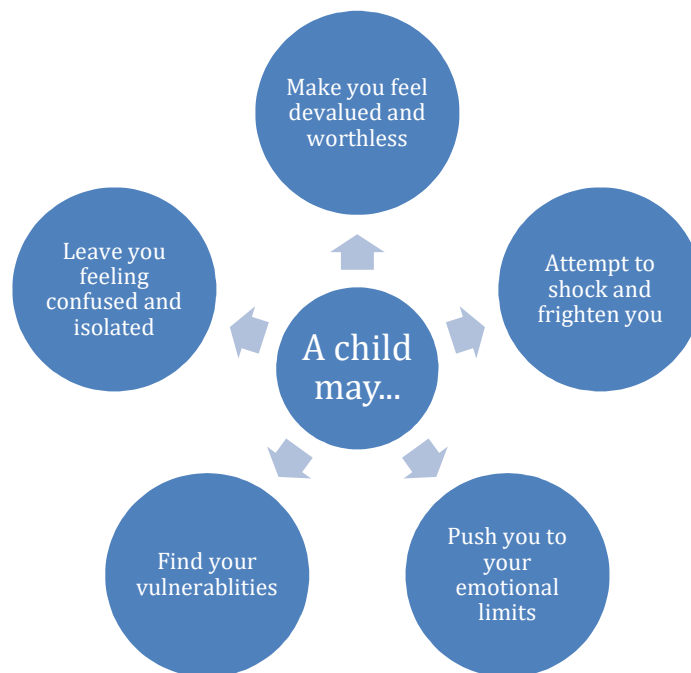 Make you feel
devalued and
worthless
Leave you
feeling
confused and
isolated
Attempt to
shock and
frighten you
A child
may...
Find your
vulnerablities
Push you to
your
emotional
limits